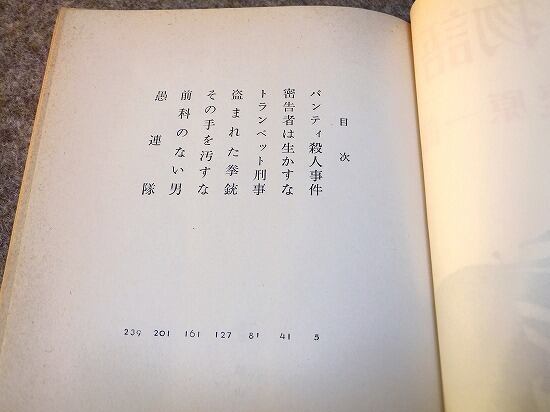 目次
パンティ殺人事件 5
密告者は生かすな 41
トランペット刑事 81
盗まれた拳銃 127
その手を汚すな 161
前科のない男 201
愚連隊 239
物語